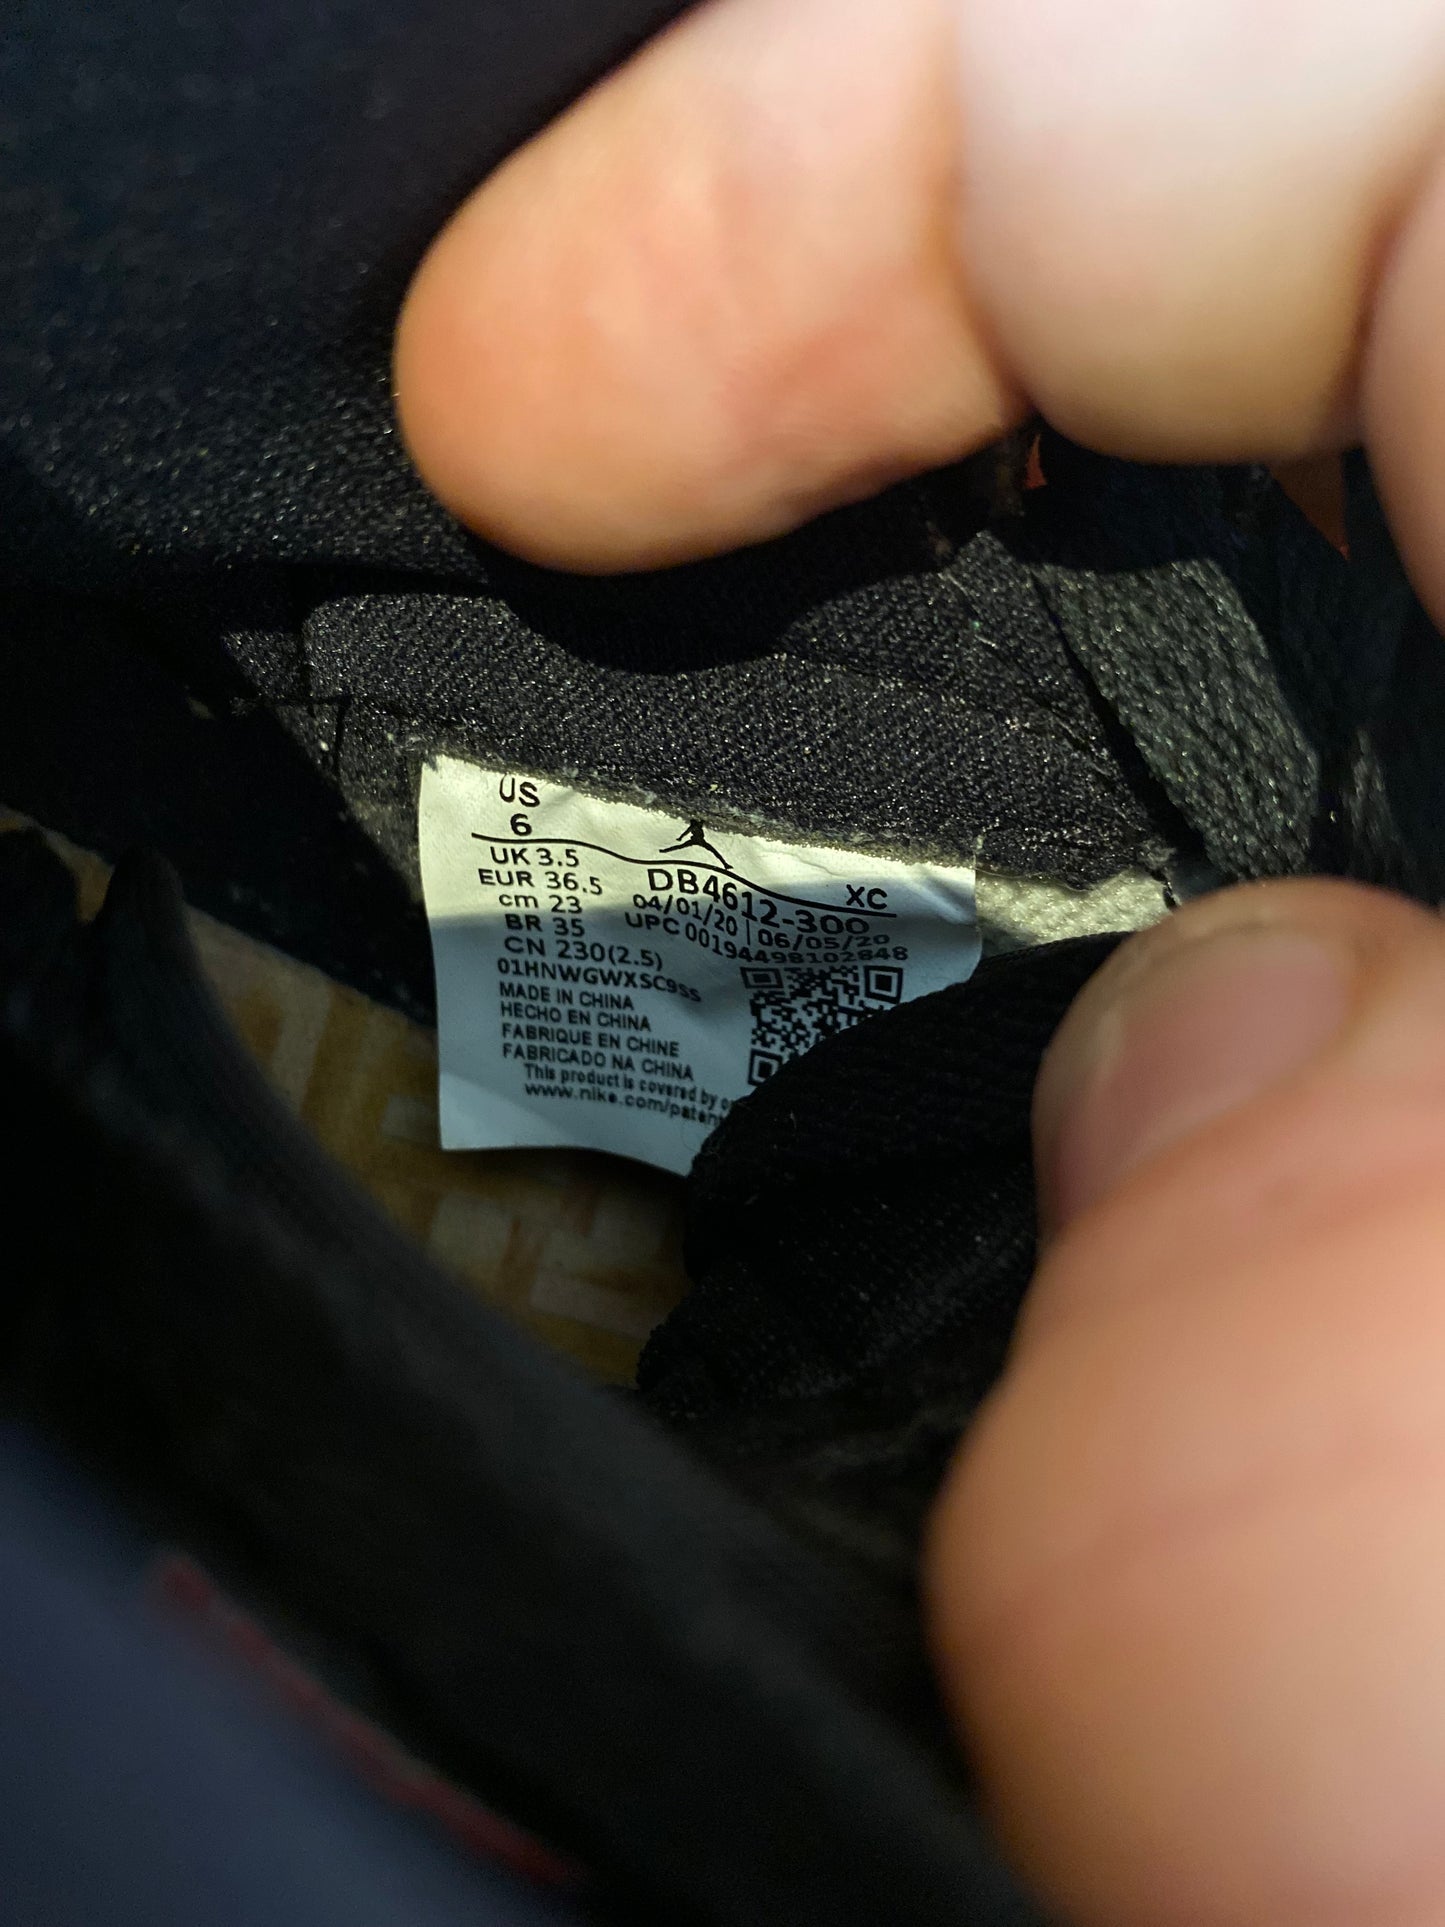 US
6
UK 3.5
EUR 36.5
cm 23
BR 35
CN 230(2.5)
XC
DB4612-300
04/01/20 | 06/05/20
UPC 00194498102848
01HNWGWXSC9SS
MADE IN CHINA
HECHO EN CHINA
FABRIQUE EN CHINE
FABRICADO NA CHINA
This product is covered by
www.nike.com/patent